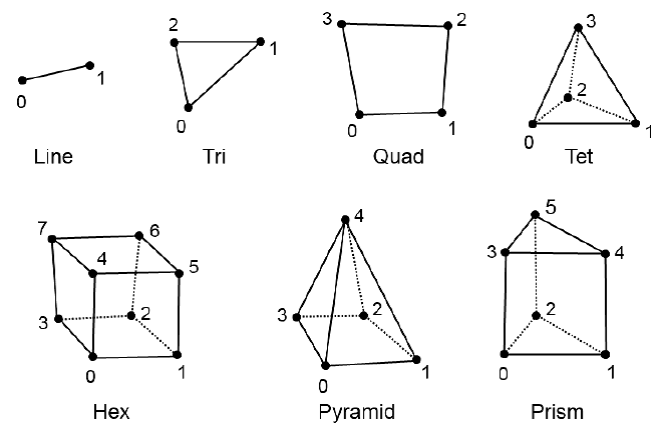 0 1
Line
2 1 0
Tri
3 2 0 1
Quad
3 2 0 1
Tet
7 6 4 5 3 2 0 1
Hex
4 3 2 0 1
Pyramid
5 3 4 2 0 1
Prism